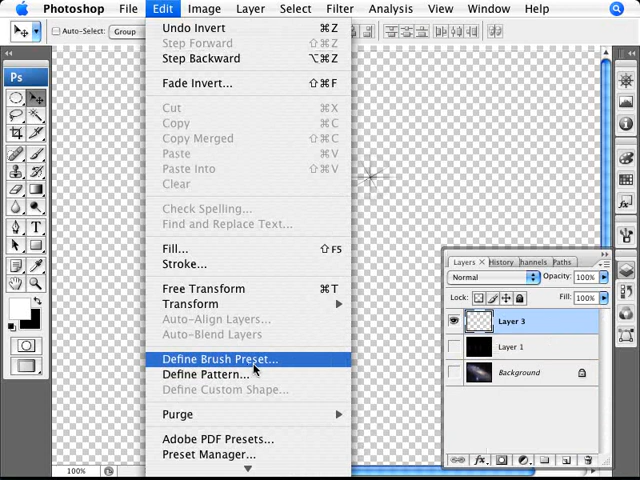 Photoshop File Edit Image Layer Select Filter Analysis View Window Help
Auto-Select: Group
Ps
Undo Invert ⌘Z
Step Forward ⇧⌘Z
Step Backward ⌥⌘Z
Fade Invert... ⇧⌘F
Cut ⌘X
Copy ⌘C
Copy Merged ⇧⌘C
Paste ⌘V
Paste Into ⇧⌘V
Clear
Check Spelling...
Find and Replace Text...
Fill... ⇧F5
Stroke...
Free Transform ⌘T
Transform
Auto-Align Layers...
Auto-Blend Layers
Define Brush Preset...
Define Pattern...
Define Custom Shape...
Purge
Adobe PDF Presets...
Preset Manager...
Layers × History hannels Paths
Normal Opacity: 100%
Lock: Fill: 100%
Layer 3
Layer 1
Background
100%